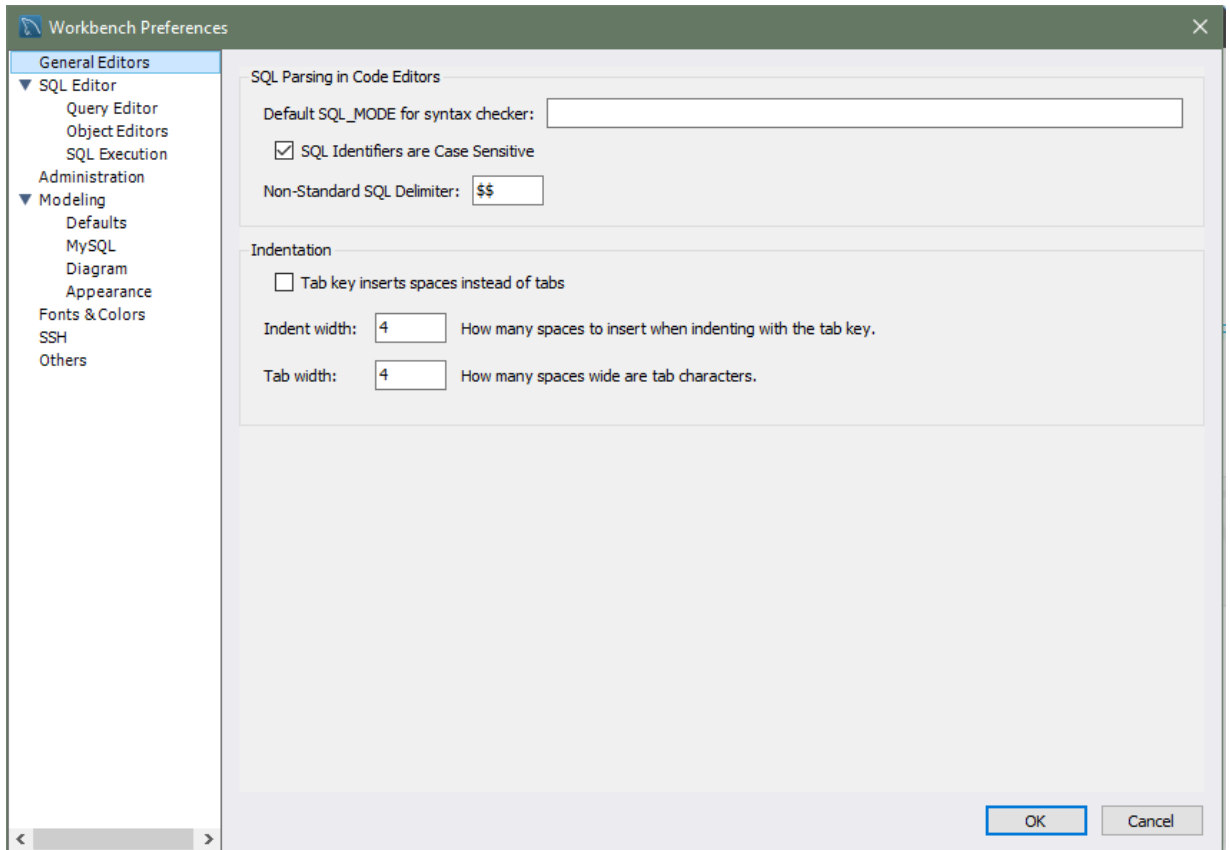 Workbench Preferences
General Editors
SQL Editor
Query Editor
Object Editors
SQL Execution
Administration
Modeling
Defaults
MySQL
Diagram
Appearance
Fonts & Colors
SSH
Others
SQL Parsing in Code Editors
Default SQL_MODE for syntax checker:
SQL Identifiers are Case Sensitive
Non-Standard SQL Delimiter: $$
Indentation
Tab key inserts spaces instead of tabs
Indent width: 4 How many spaces to insert when indenting with the tab key.
Tab width: 4 How many spaces wide are tab characters.
OK Cancel